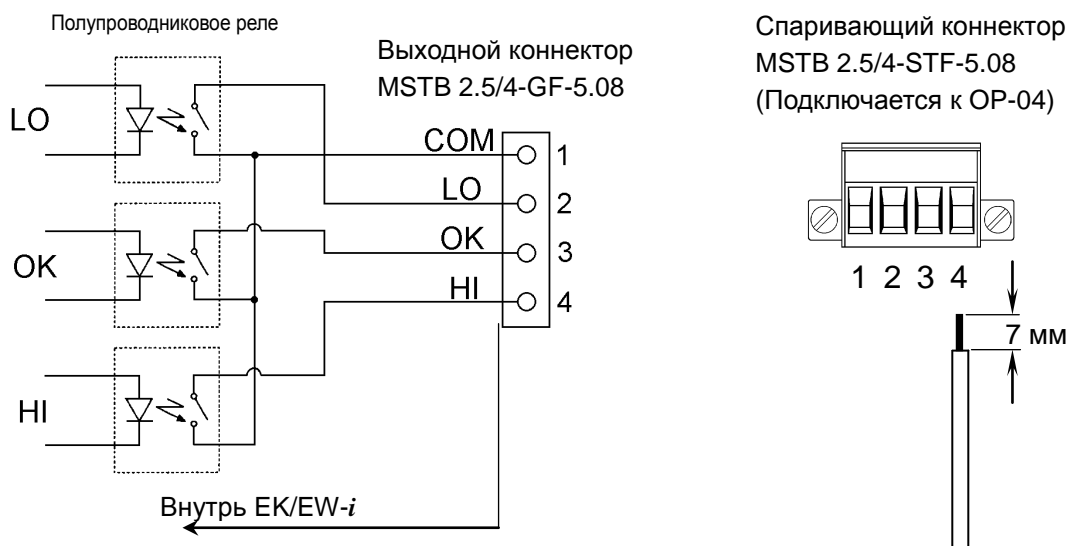 Полупроводниковое реле
Выходной коннектор
MSTB 2.5/4-GF-5.08
LO
OK
HI
COM 1
LO 2
OK 3
HI 4
Внутрь EK/EW-i
Спаривающий коннектор
MSTB 2.5/4-STF-5.08
(Подключается к OP-04)
1 2 3 4
7 мм